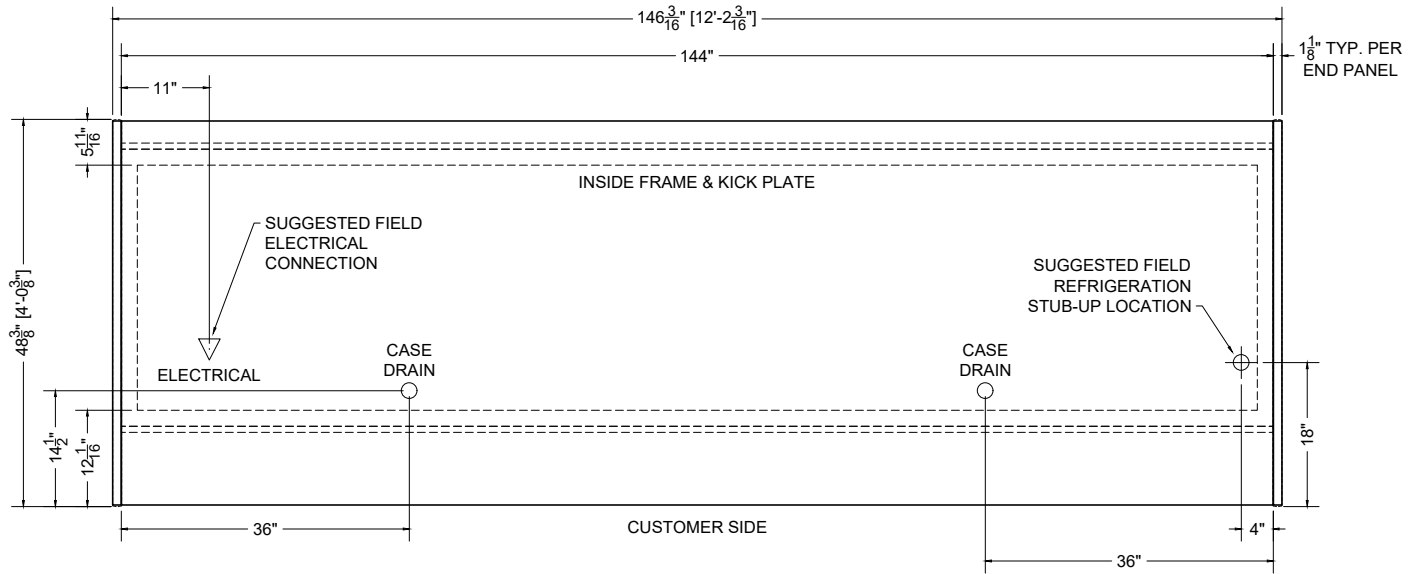 146 3/16" [12'-2 3/16"]
144"
1 1/8" TYP. PER
END PANEL
11"
5 11/16"
INSIDE FRAME & KICK PLATE
SUGGESTED FIELD
ELECTRICAL
CONNECTION
SUGGESTED FIELD
REFRIGERATION
STUB-UP LOCATION
48 3/8" [4'-0 3/8"]
ELECTRICAL
CASE
DRAIN
CASE
DRAIN
14 1/2"
12 1/16"
18"
36"
CUSTOMER SIDE
4"
36"